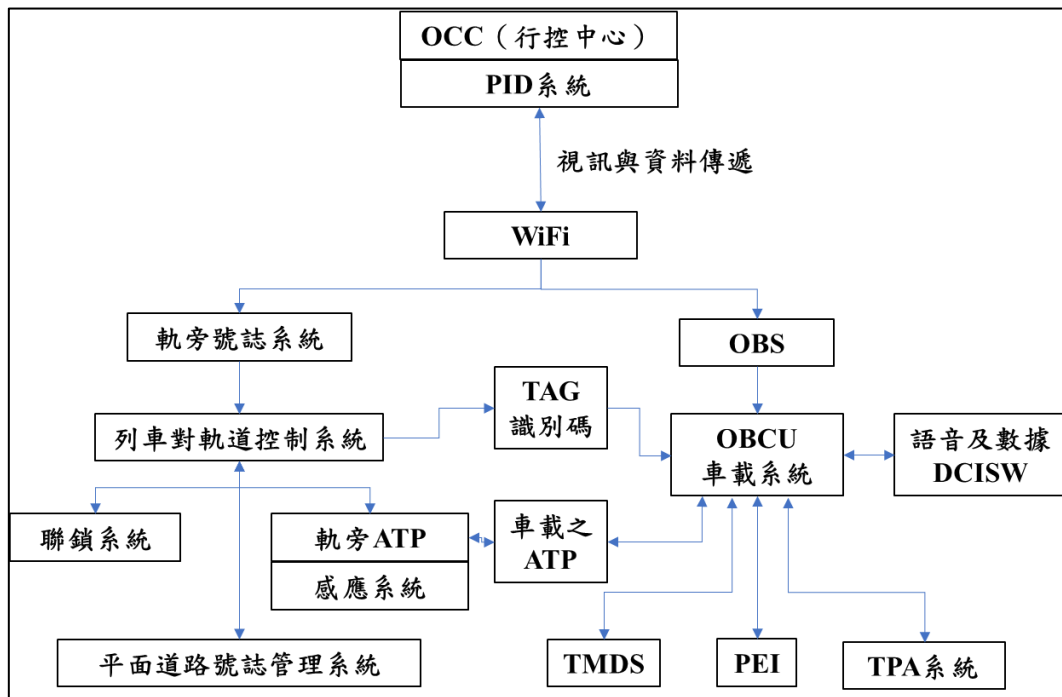 OCC（行控中心）
PID系統
視訊與資料傳遞
WiFi
軌旁號誌系統
OBS
TAG
識別碼
列車對軌道控制系統
OBCU
車載系統
語音及數據
DCISW
聯鎖系統
軌旁ATP
感應系統
車載之
ATP
平面道路號誌管理系統
TMDS
PEI
TPA系統